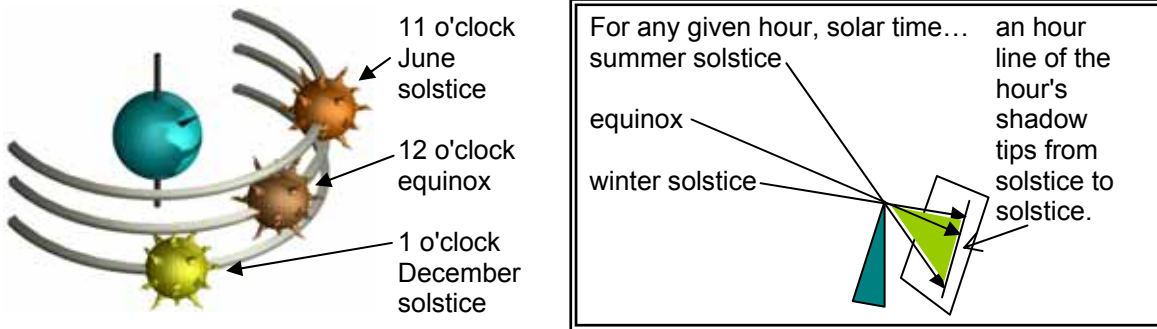 11 o'clock
June
solstice
12 o'clock
equinox
1 o'clock
December
solstice
For any given hour, solar time…
summer solstice
equinox
winter solstice
an hour
line of the
hour's
shadow
tips from
solstice to
solstice.